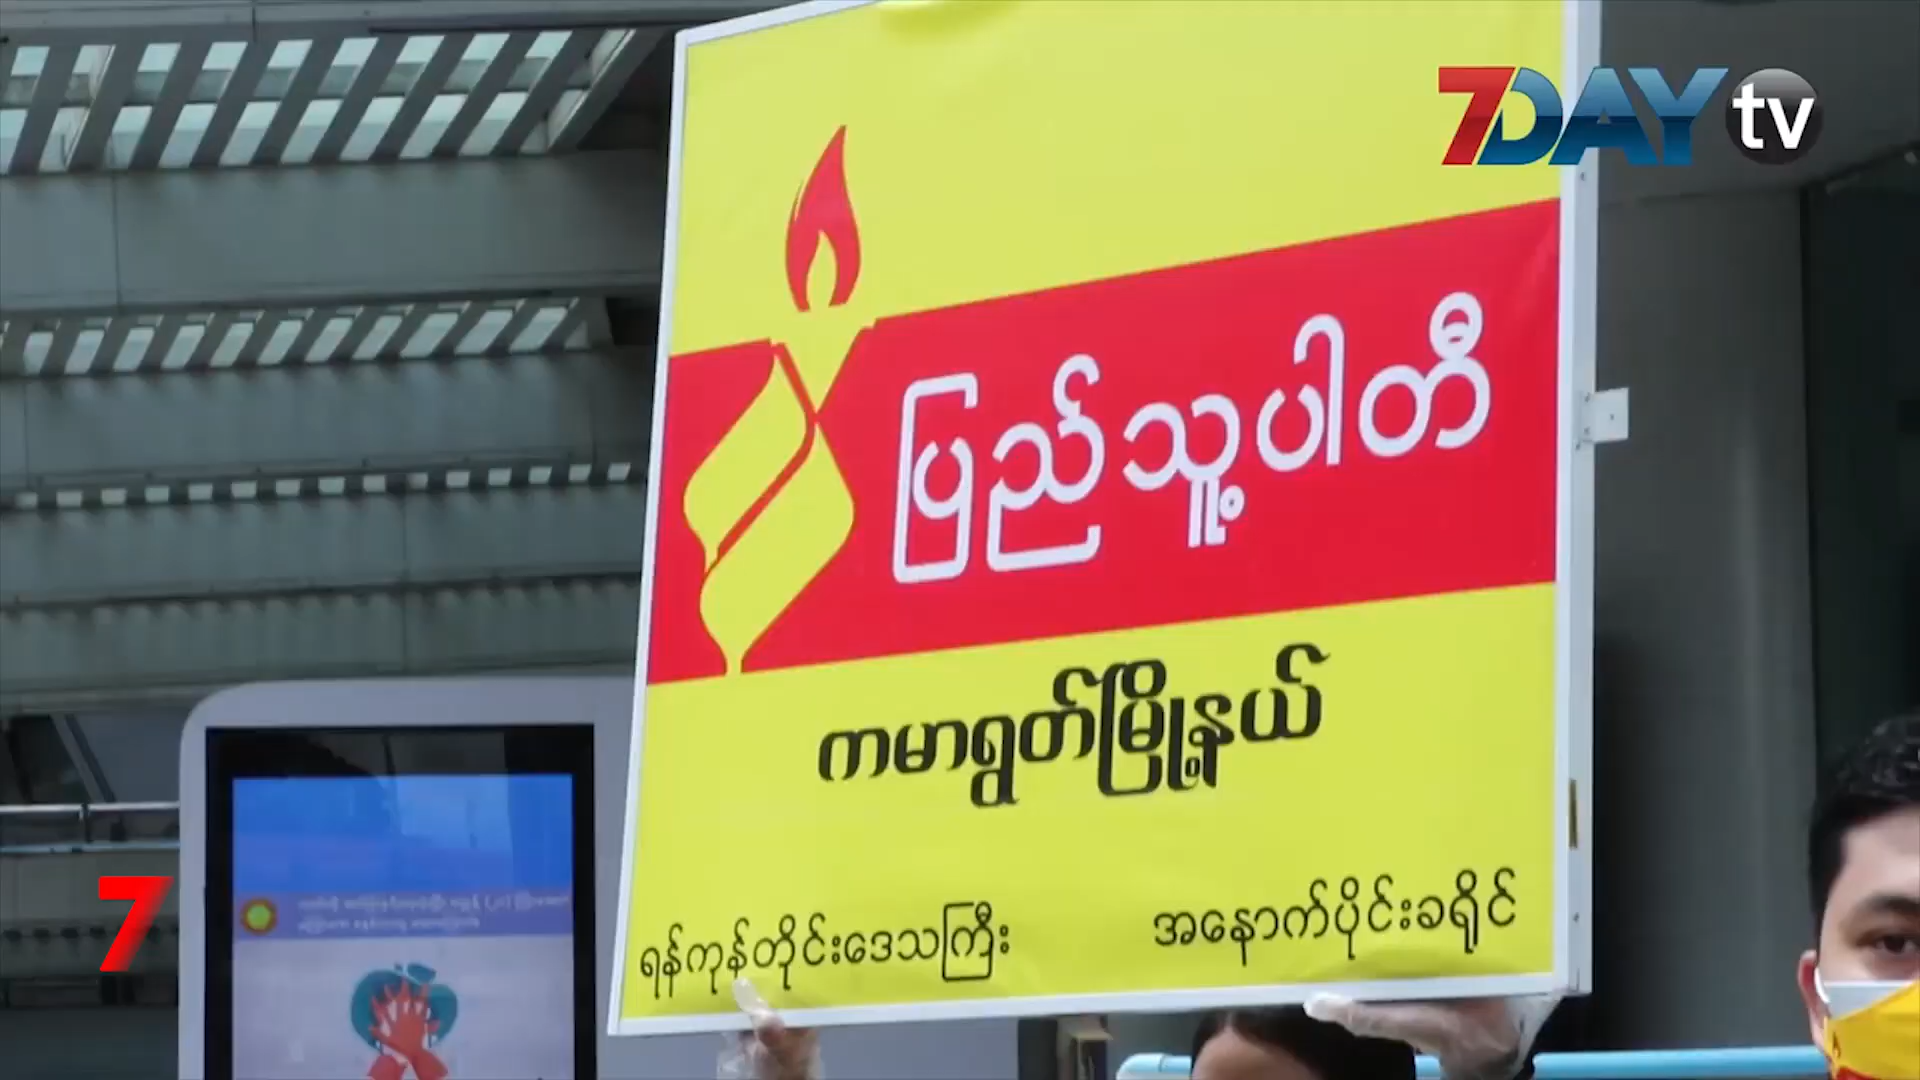 7DAY tv
ပြည်သူ့ပါတီ
ကမာရွတ်မြို့နယ်
ရန်ကုန်တိုင်းဒေသကြီး အနောက်ပိုင်းခရိုင်
7